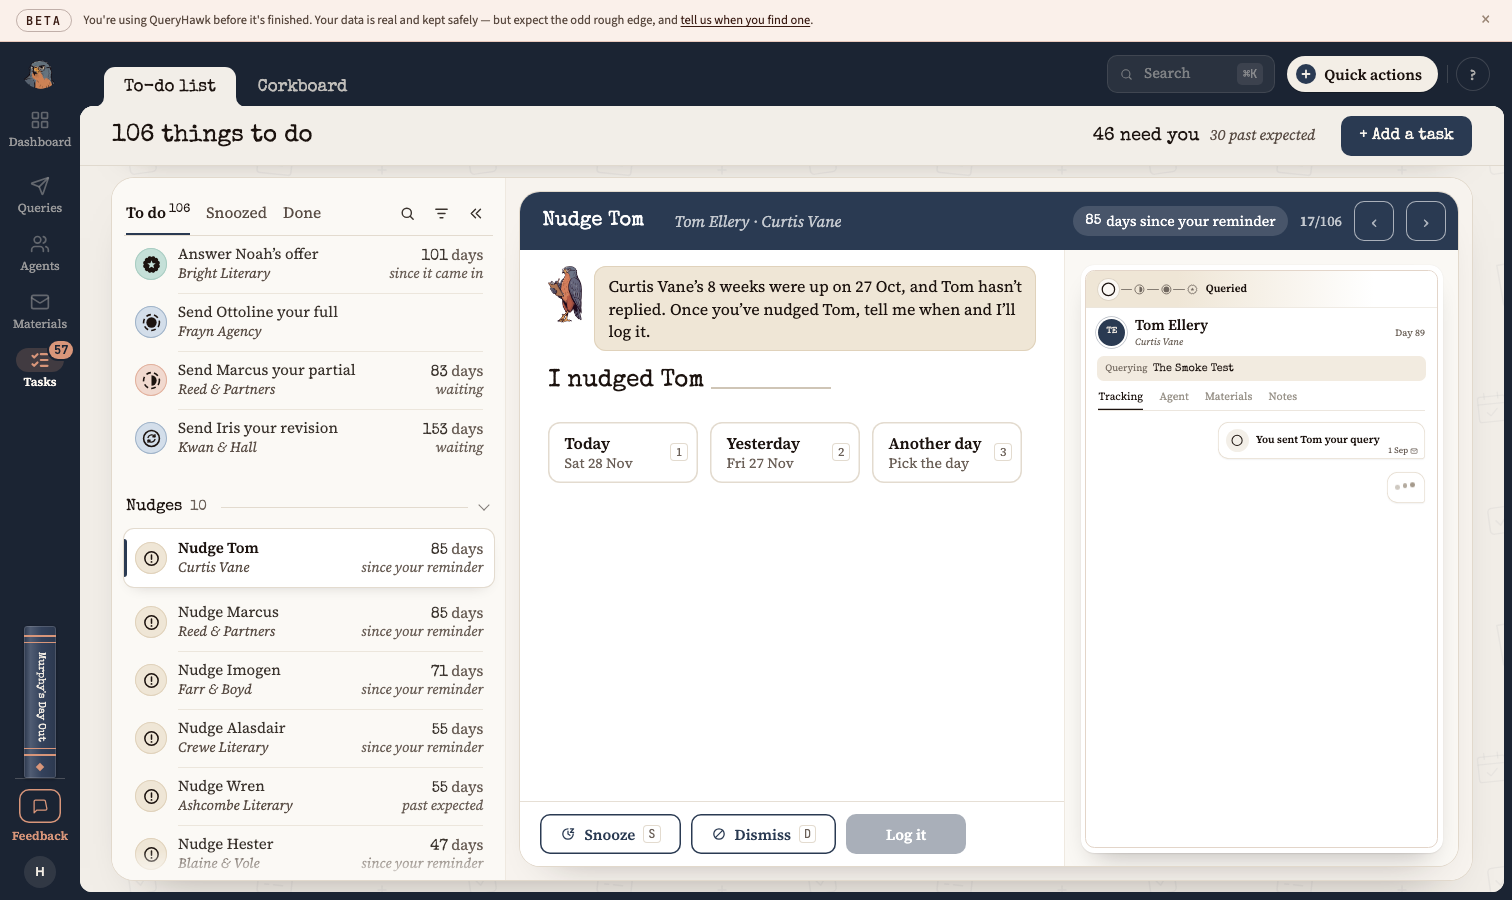 BETA
You're using QueryHawk before it's finished. Your data is real and kept safely — but expect the odd rough edge, and tell us when you find one.
×
To-do list
Corkboard
Search
⌘K
+ Quick actions
?
Dashboard
Queries
Agents
Materials
57
Tasks
Murphy's Day Out
Feedback
H
106 things to do
46 need you
30 past expected
+ Add a task
To do 106
Snoozed
Done
Answer Noah's offer
101 days
Bright Literary
since it came in
Send Ottoline your full
Frayn Agency
Send Marcus your partial
83 days
Reed & Partners
waiting
Send Iris your revision
153 days
Kwan & Hall
waiting
Nudges 10
Nudge Tom
85 days
Curtis Vane
since your reminder
Nudge Marcus
85 days
Reed & Partners
since your reminder
Nudge Imogen
71 days
Farr & Boyd
since your reminder
Nudge Alasdair
55 days
Crewe Literary
since your reminder
Nudge Wren
55 days
Ashcombe Literary
past expected
Nudge Hester
47 days
Blaine & Vole
since your reminder
Nudge Tom
Tom Ellery · Curtis Vane
85 days since your reminder
17/106
‹
›
Curtis Vane's 8 weeks were up on 27 Oct, and Tom hasn't
replied. Once you've nudged Tom, tell me when and I'll
log it.
I nudged Tom
Today
Sat 28 Nov
1
Yesterday
Fri 27 Nov
2
Another day
Pick the day
3
Snooze S
Dismiss D
Log it
Queried
TE
Tom Ellery
Curtis Vane
Day 89
Querying The Smoke Test
Tracking
Agent
Materials
Notes
You sent Tom your query
1 Sep